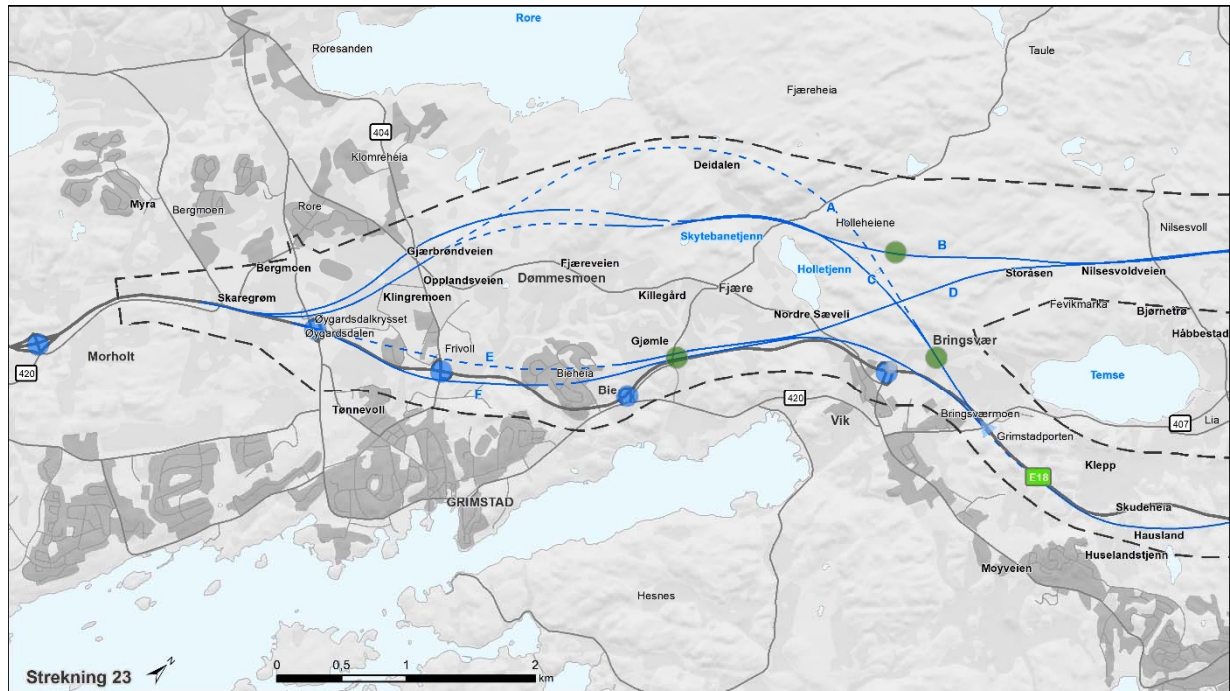 Rore
Roresanden
Taule
Fjæreheia
404
Klomreheia
Deidalen
Myra
Bergmoen
Rore
A
Holleheiene
Nilsesvoll
Skytebanetjenn
B
Gjærbrøndveien
Bergmoen
Fjæreveien
Opplandsveien
Dømmesmoen
Holletjenn
C
Storåsen
Nilsesvoldveien
Klingremoen
Killegård
Fjære
D
Skaregrøm
Fevikmarka
Bjørnetrø
Nordre Sæveli
Øygardsdalkrysset
Øygardsdalen
Håbbestad
Gjømle
Bringsvær
Frivoll
Morholt
E
Bieheia
420
Temse
F
Bie
420
Tønnevoll
Vik
Bringsværmoen
Lia
407
Grimstadporten
Klepp
GRIMSTAD
E18
Skudeheia
Hausland
Huselandstjenn
Moyveien
Hesnes
0 0,5 1 2
km
Strekning 23
N